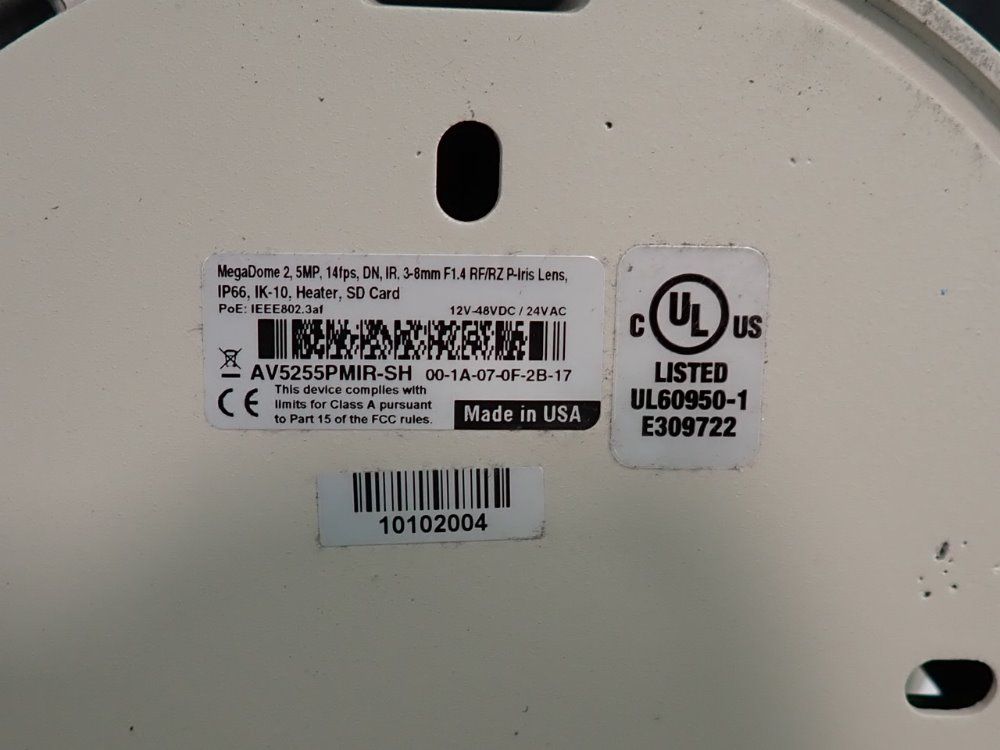 MegaDome 2, 5MP, 14fps, DN, IR, 3-8mm F1.4 RF/RZ P-Iris Lens,
IP66, IK-10, Heater, SD Card
PoE: IEEE802.3af 12V-48VDC / 24VAC
AV5255PMIR-SH 00-1A-07-0F-2B-17
CE
This device complies with
limits for Class A pursuant
to Part 15 of the FCC rules.
Made in USA
C UL US
LISTED
UL60950-1
E309722
10102004